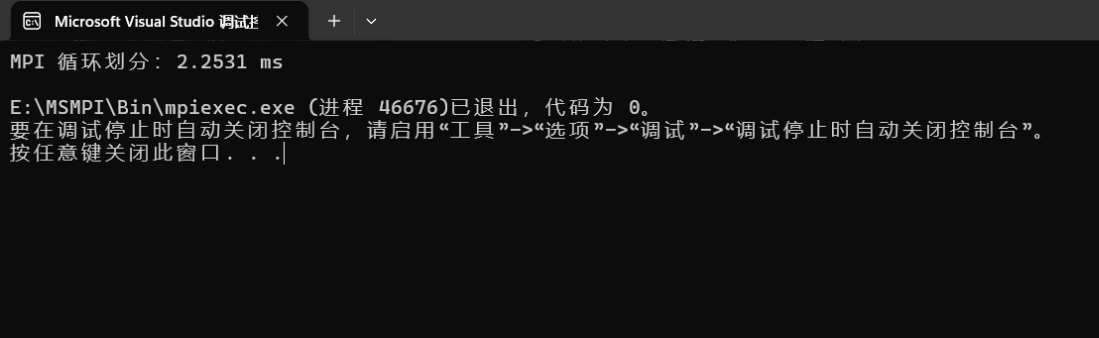 Microsoft Visual Studio 调试
MPI 循环划分: 2.2531 ms
E:\MSMPI\Bin\mpiexec.exe (进程 46676)已退出，代码为 0。
要在调试停止时自动关闭控制台，请启用“工具”->“选项”->“调试”->“调试停止时自动关闭控制台”。
按任意键关闭此窗口. . .